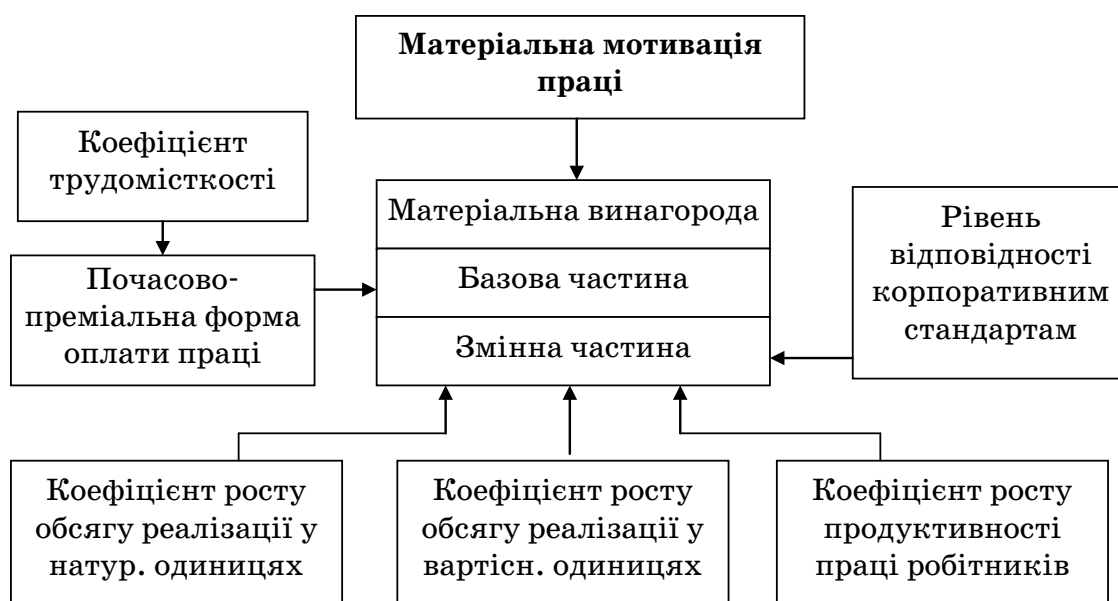 Матеріальна мотивація
праці
Коефіцієнт
трудомісткості
Матеріальна винагорода
Рівень
відповідності
корпоративним
стандартам
Почасово-
преміальна форма
оплати праці
Базова частина
Змінна частина
Коефіцієнт росту
обсягу реалізації у
натур. одиницях
Коефіцієнт росту
обсягу реалізації у
вартісн. одиницях
Коефіцієнт росту
продуктивності
праці робітників